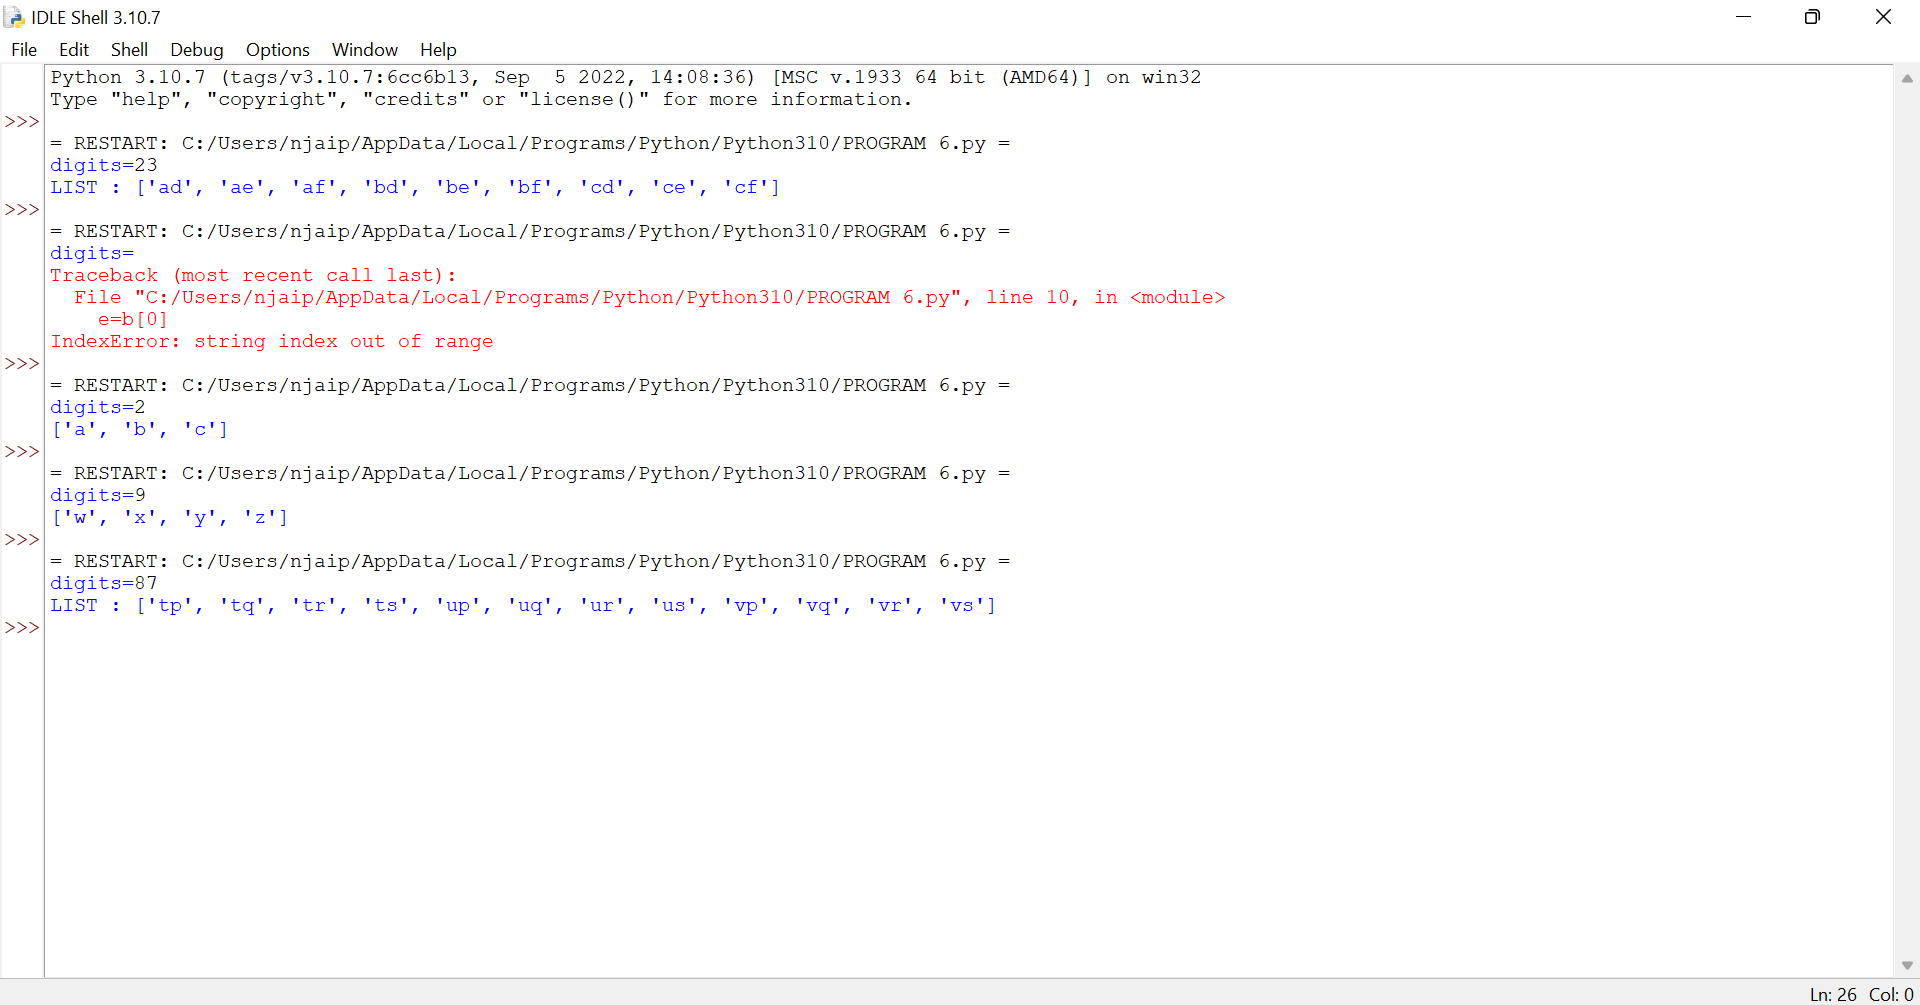 IDLE Shell 3.10.7
File Edit Shell Debug Options Window Help
Python 3.10.7 (tags/v3.10.7:6cc6b13, Sep  5 2022, 14:08:36) [MSC v.1933 64 bit (AMD64)] on win32
Type "help", "copyright", "credits" or "license()" for more information.
>>>
= RESTART: C:/Users/njaip/AppData/Local/Programs/Python/Python310/PROGRAM 6.py =
digits=23
LIST : ['ad', 'ae', 'af', 'bd', 'be', 'bf', 'cd', 'ce', 'cf']
>>>
= RESTART: C:/Users/njaip/AppData/Local/Programs/Python/Python310/PROGRAM 6.py =
digits=
Traceback (most recent call last):
  File "C:/Users/njaip/AppData/Local/Programs/Python/Python310/PROGRAM 6.py", line 10, in <module>
    e=b[0]
IndexError: string index out of range
>>>
= RESTART: C:/Users/njaip/AppData/Local/Programs/Python/Python310/PROGRAM 6.py =
digits=2
['a', 'b', 'c']
>>>
= RESTART: C:/Users/njaip/AppData/Local/Programs/Python/Python310/PROGRAM 6.py =
digits=9
['w', 'x', 'y', 'z']
>>>
= RESTART: C:/Users/njaip/AppData/Local/Programs/Python/Python310/PROGRAM 6.py =
digits=87
LIST : ['tp', 'tq', 'tr', 'ts', 'up', 'uq', 'ur', 'us', 'vp', 'vq', 'vr', 'vs']
>>>
Ln: 26 Col: 0